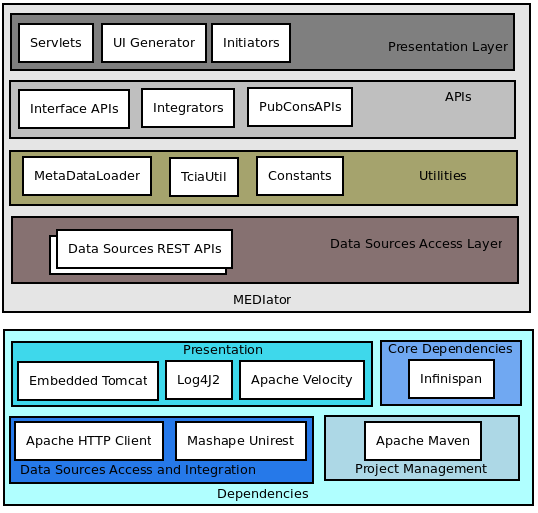 Servlets
UI Generator
Initiators
Presentation Layer
Interface APIs
Integrators
PubConsAPIs
APIs
MetaDataLoader
TciaUtil
Constants
Utilities
Data Sources REST APIs
Data Sources Access Layer
MEDIator
Presentation
Embedded Tomcat
Log4J2
Apache Velocity
Core Dependencies
Infinispan
Apache HTTP Client
Mashape Unirest
Data Sources Access and Integration
Apache Maven
Project Management
Dependencies